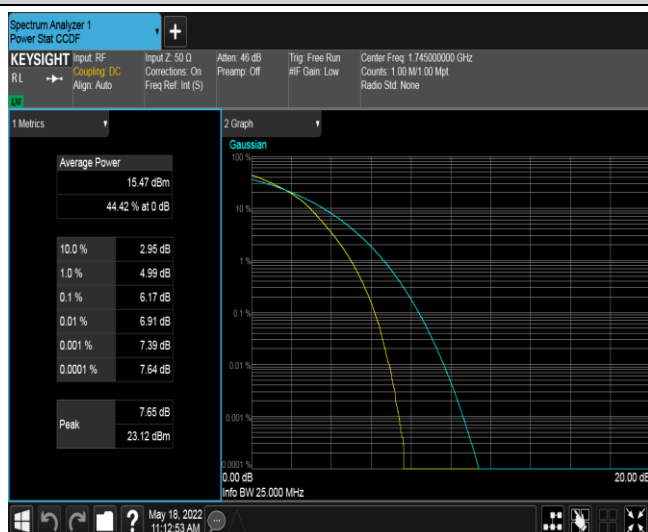 Spectrum Analyzer 1
Power Stat CCDF
KEYSIGHT
RL
Input: RF
Coupling: DC
Align: Auto
Input Z: 50 Ω
Corrections: On
Freq Ref: Int (S)
Atten: 46 dB
Preamp: Off
Trig: Free Run
#IF Gain: Low
Center Freq: 1.745000000 GHz
Counts: 1.00 M/1.00 Mpt
Radio Std: None
1 Metrics
Average Power
15.47 dBm
44.42 % at 0 dB
10.0 % 2.95 dB
1.0 % 4.99 dB
0.1 % 6.17 dB
0.01 % 6.91 dB
0.001 % 7.39 dB
0.0001 % 7.64 dB
Peak
7.65 dB
23.12 dBm
2 Graph
Gaussian
100 %
10 %
1 %
0.1 %
0.01 %
0.001 %
0.0001 %
0.00 dB 20.00 dB
Info BW 25.000 MHz
May 18, 2022
11:12:53 AM